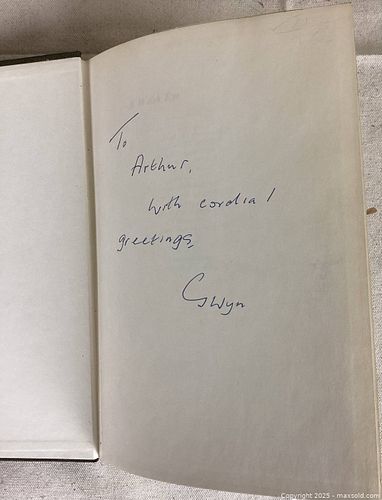 To
Arthur,
with cordial
greetings,
Gwyn
Copyright 2025 - maxsold.com